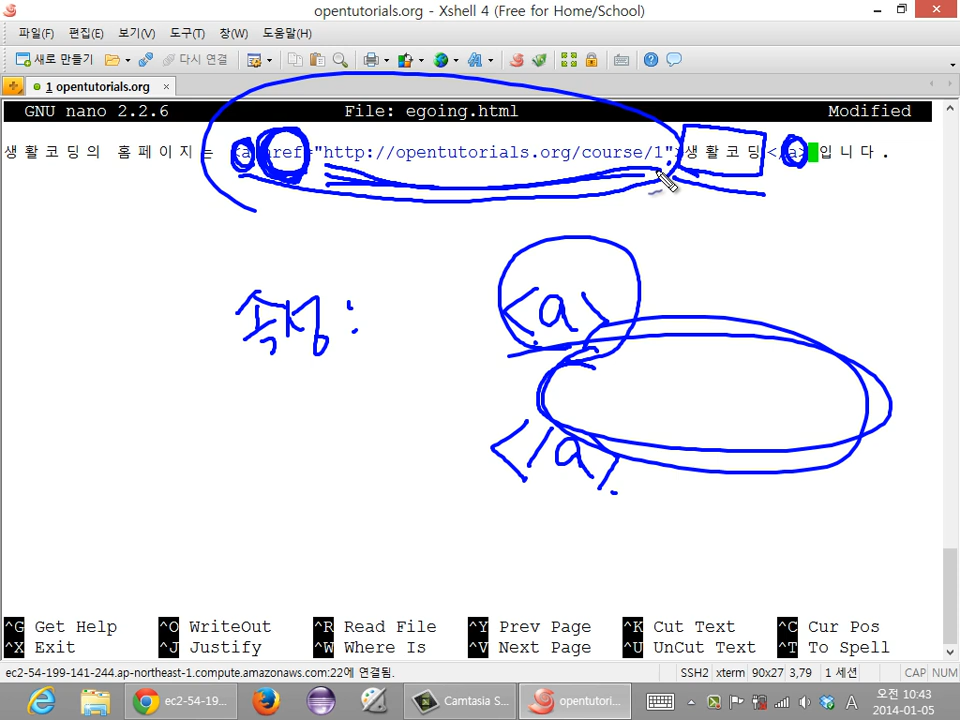 opentutorials.org - Xshell 4 (Free for Home/School)
파일(F) 편집(E) 보기(V) 도구(T) 창(W) 도움말(H)
새로 만들기 다시 연결
1 opentutorials.org
GNU nano 2.2.6 File: egoing.html Modified
생활코딩의 홈페이지는 <a href="http://opentutorials.org/course/1">생활코딩</a>입니다.
<a>
속성 :
</a>
^G Get Help ^O WriteOut ^R Read File ^Y Prev Page ^K Cut Text ^C Cur Pos
^X Exit ^J Justify ^W Where Is ^V Next Page ^U UnCut Text ^T To Spell
ec2-54-199-141-244.ap-northeast-1.compute.amazonaws.com:22에 연결됨. SSH2 xterm 90x27 3,79 1 세션 CAP NUM
ec2-54-19... Camtasia S... opentutori... A 오전 10:43
2014-01-05